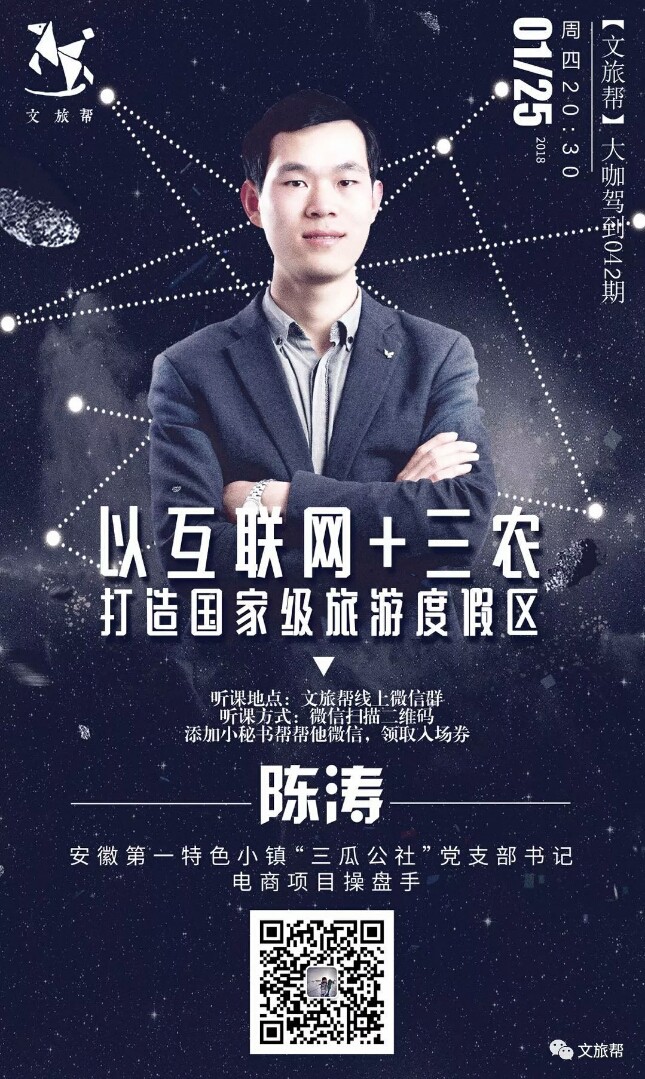 文旅帮
【文旅帮】大咖驾到042期
周四20:30
01/25
2018
以互联网+三农
打造国家级旅游度假区
听课地点：文旅帮线上微信群
听课方式：微信扫描二维码
添加小秘书帮帮他微信，领取入场券
陈涛
安徽第一特色小镇“三瓜公社”党支部书记
电商项目操盘手
文旅帮